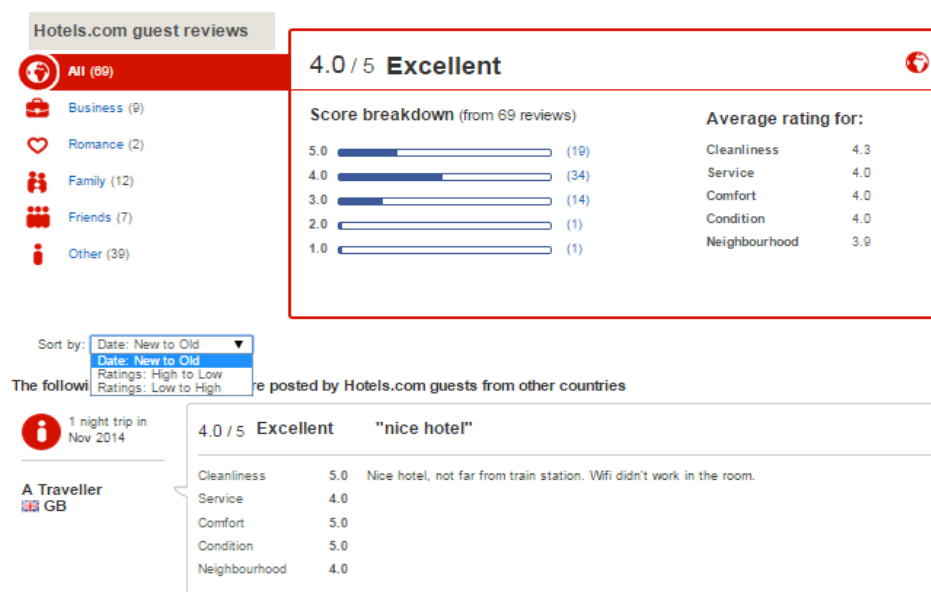 Hotels.com guest reviews
All (69)
Business (9)
Romance (2)
Family (12)
Friends (7)
Other (39)
4.0 / 5 Excellent
Score breakdown (from 69 reviews)
5.0 (19)
4.0 (34)
3.0 (14)
2.0 (1)
1.0 (1)
Average rating for:
Cleanliness 4.3
Service 4.0
Comfort 4.0
Condition 4.0
Neighbourhood 3.9
Sort by: Date: New to Old ▼
Date: New to Old
Ratings: High to Low
Ratings: Low to High
The followi re posted by Hotels.com guests from other countries
1 night trip in
Nov 2014
A Traveller
GB
4.0 / 5 Excellent "nice hotel"
Cleanliness 5.0 Nice hotel, not far from train station. Wifi didn't work in the room.
Service 4.0
Comfort 5.0
Condition 5.0
Neighbourhood 4.0